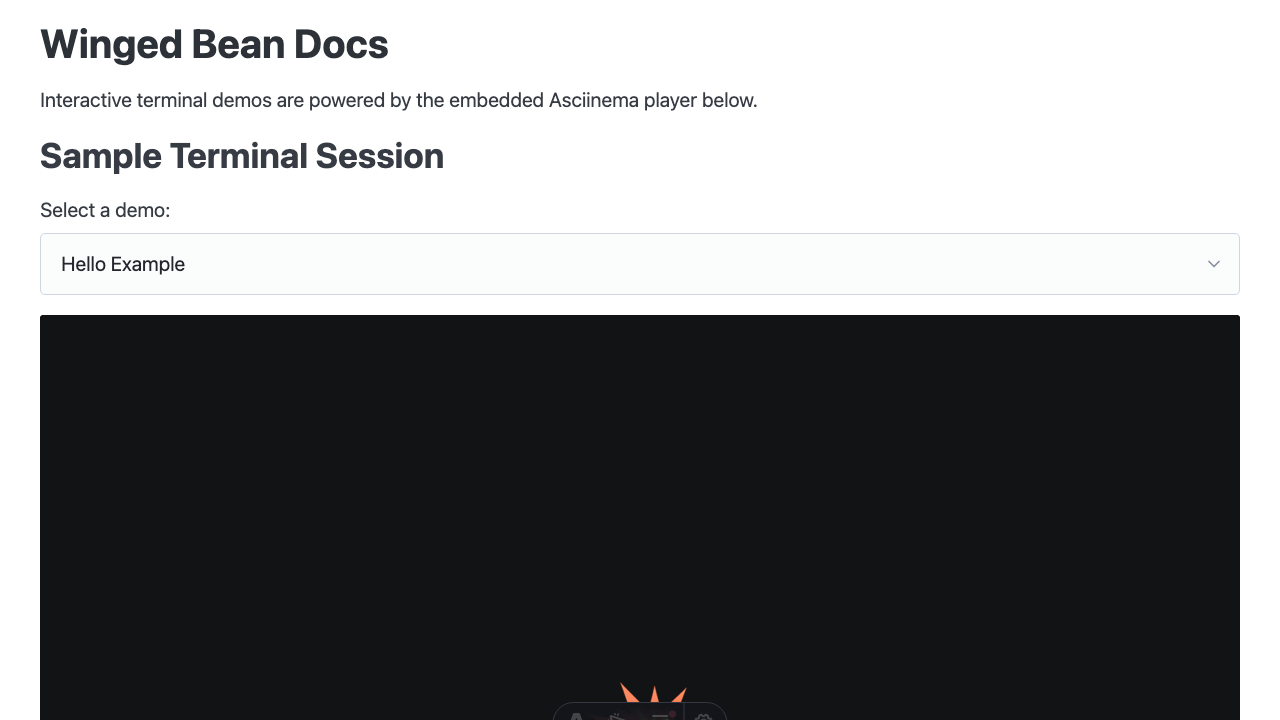 Winged Bean Docs
Interactive terminal demos are powered by the embedded Asciinema player below.
Sample Terminal Session
Select a demo:
Hello Example